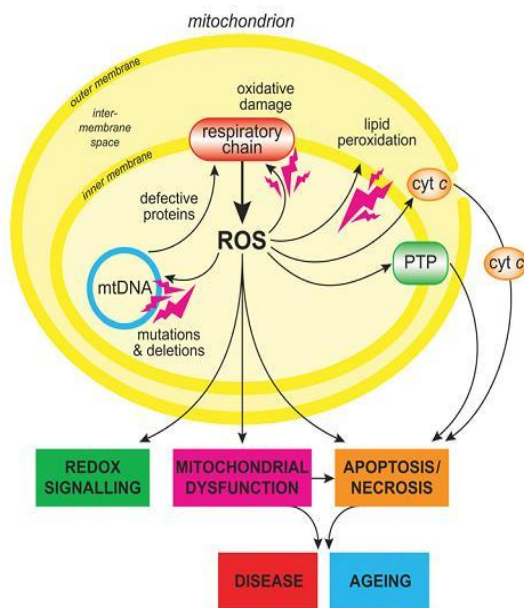 mitochondrion
outer membrane
inter-
membrane
space
inner membrane
oxidative
damage
respiratory
chain
lipid
peroxidation
cyt c
defective
proteins
ROS
PTP
cyt c
mtDNA
mutations
& deletions
REDOX
SIGNALLING
MITOCHONDRIAL
DYSFUNCTION
APOPTOSIS/
NECROSIS
DISEASE
AGEING